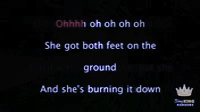 Ohhhh oh oh oh oh
She got both feet on the
ground
And she's burning it down